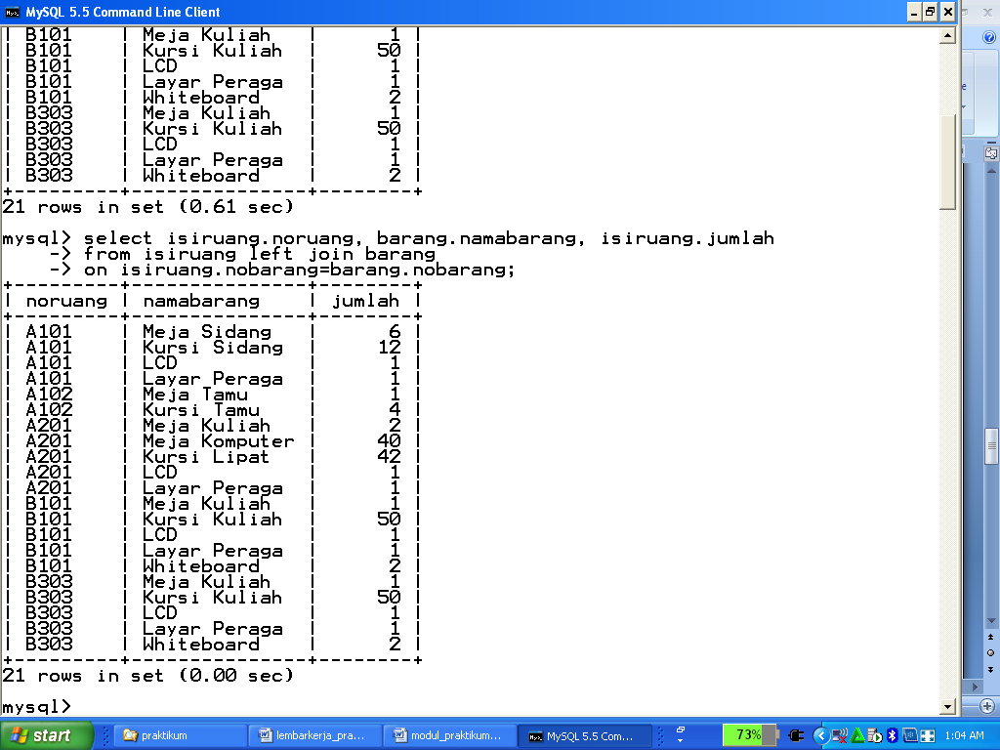 MySQL 5.5 Command Line Client
| B101 | Meja Kuliah | 1 |
| B101 | Kursi Kuliah | 50 |
| B101 | LCD | 1 |
| B101 | Layar Peraga | 1 |
| B101 | Whiteboard | 2 |
| B303 | Meja Kuliah | 1 |
| B303 | Kursi Kuliah | 50 |
| B303 | LCD | 1 |
| B303 | Layar Peraga | 1 |
| B303 | Whiteboard | 2 |
+---------+---------------+--------+
21 rows in set (0.61 sec)
mysql> select isiruang.noruang, barang.namabarang, isiruang.jumlah
-> from isiruang left join barang
-> on isiruang.nobarang=barang.nobarang;
+---------+---------------+--------+
| noruang | namabarang | jumlah |
+---------+---------------+--------+
| A101 | Meja Sidang | 6 |
| A101 | Kursi Sidang | 12 |
| A101 | LCD | 1 |
| A101 | Layar Peraga | 1 |
| A102 | Meja Tamu | 1 |
| A102 | Kursi Tamu | 4 |
| A201 | Meja Kuliah | 2 |
| A201 | Meja Komputer | 40 |
| A201 | Kursi Lipat | 42 |
| A201 | LCD | 1 |
| A201 | Layar Peraga | 1 |
| B101 | Meja Kuliah | 1 |
| B101 | Kursi Kuliah | 50 |
| B101 | LCD | 1 |
| B101 | Layar Peraga | 1 |
| B101 | Whiteboard | 2 |
| B303 | Meja Kuliah | 1 |
| B303 | Kursi Kuliah | 50 |
| B303 | LCD | 1 |
| B303 | Layar Peraga | 1 |
| B303 | Whiteboard | 2 |
+---------+---------------+--------+
21 rows in set (0.00 sec)
mysql>
start praktikum lembarkerja_pra... modul_praktikum... MySQL 5.5 Com... 73% 1:04 AM